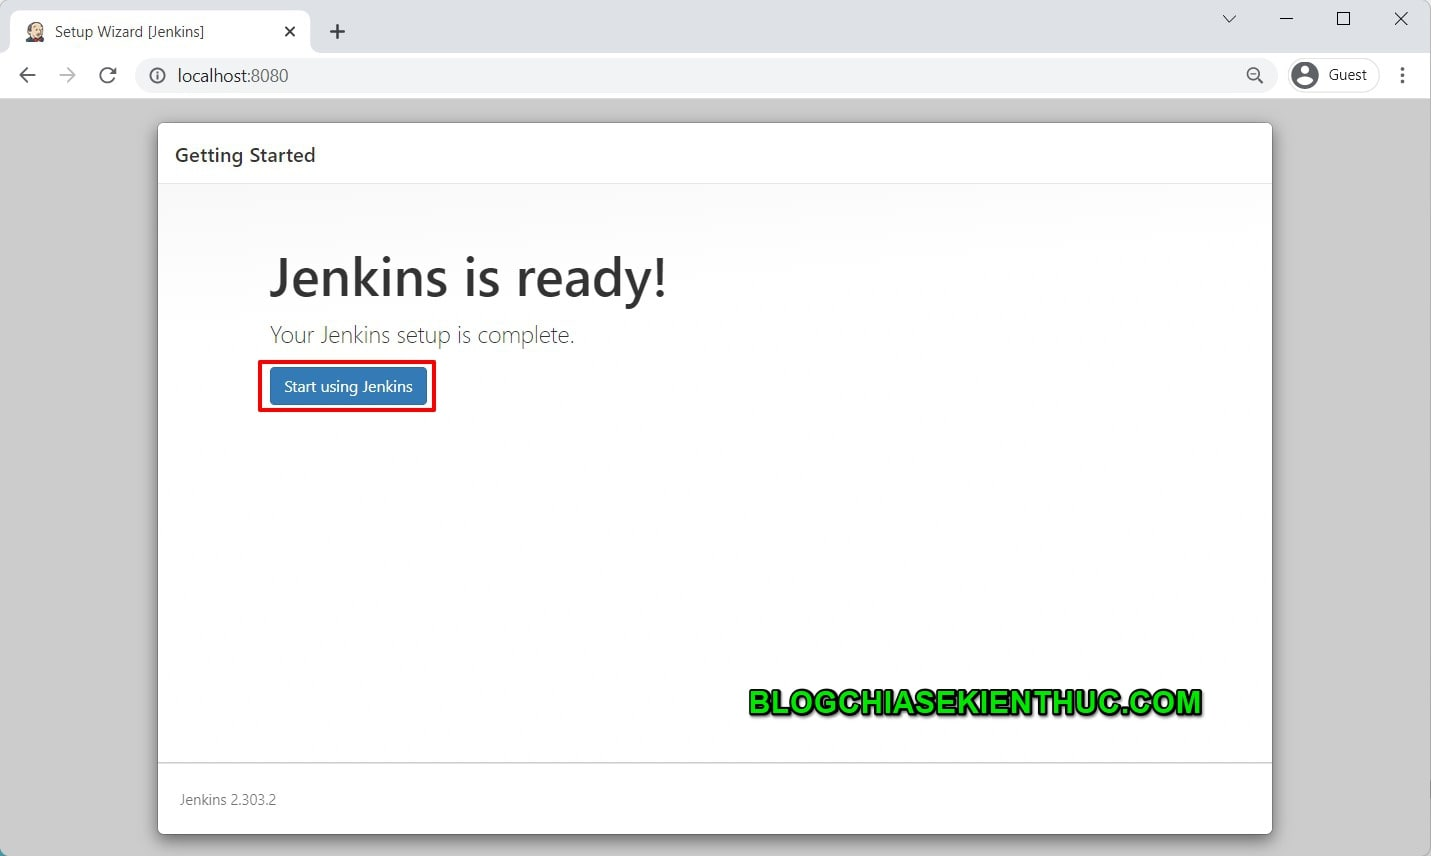 Setup Wizard [Jenkins]
localhost:8080
Guest
Getting Started
Jenkins is ready!
Your Jenkins setup is complete.
Start using Jenkins
BLOGCHIASEKIENTHUC.COM
Jenkins 2.303.2